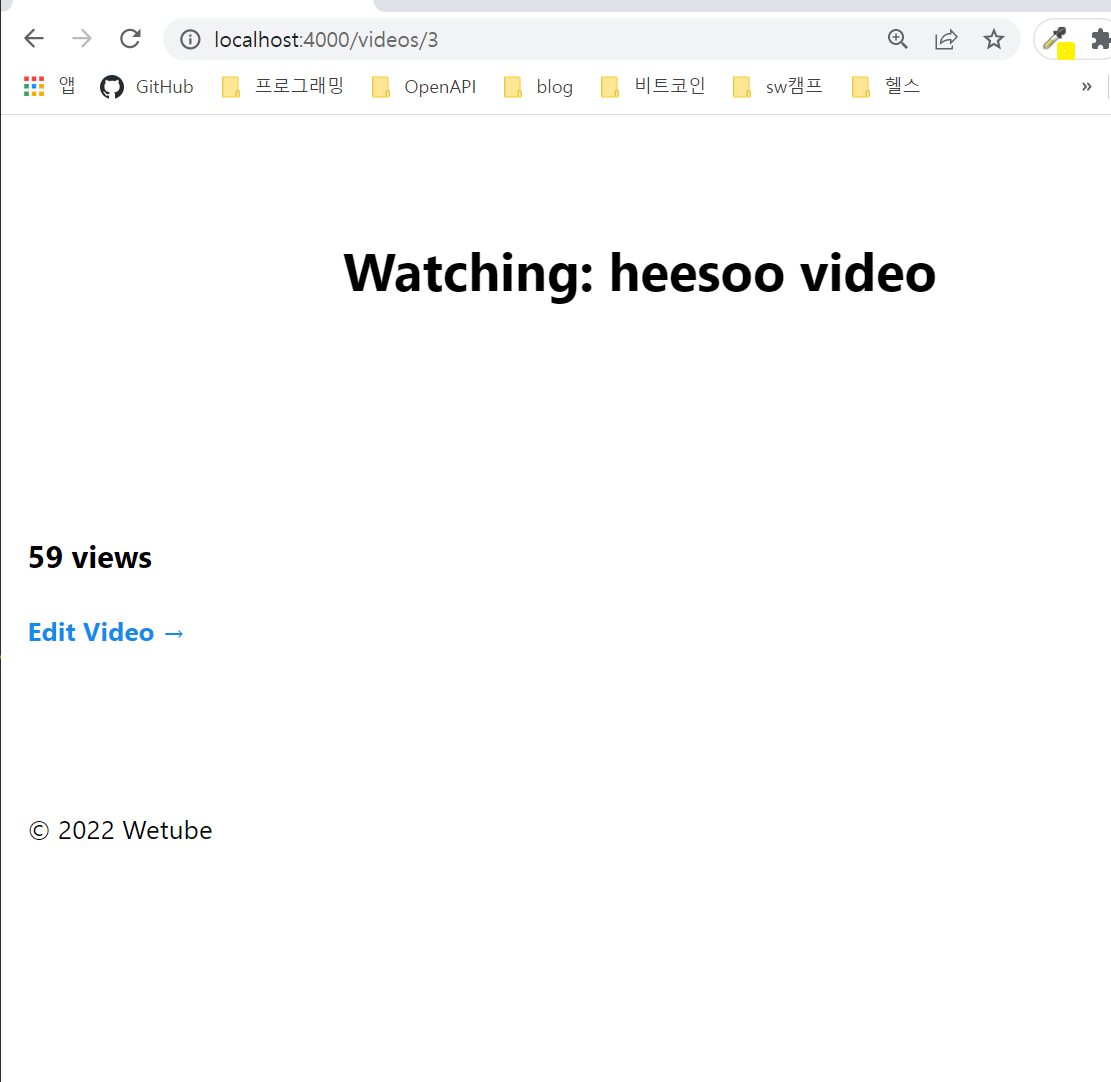 localhost:4000/videos/3
앱 GitHub 프로그래밍 OpenAPI blog 비트코인 sw캠프 헬스 »
Watching: heesoo video
59 views
Edit Video →
© 2022 Wetube